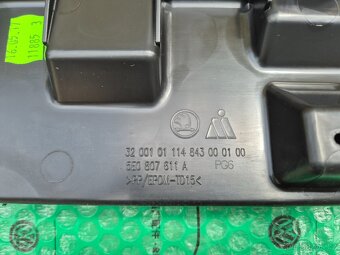 16.05.17
11885 3
32 001 01 114 843 00 01 00
5E0 807 611 A
PG6
>PP/EPDM-TD15<